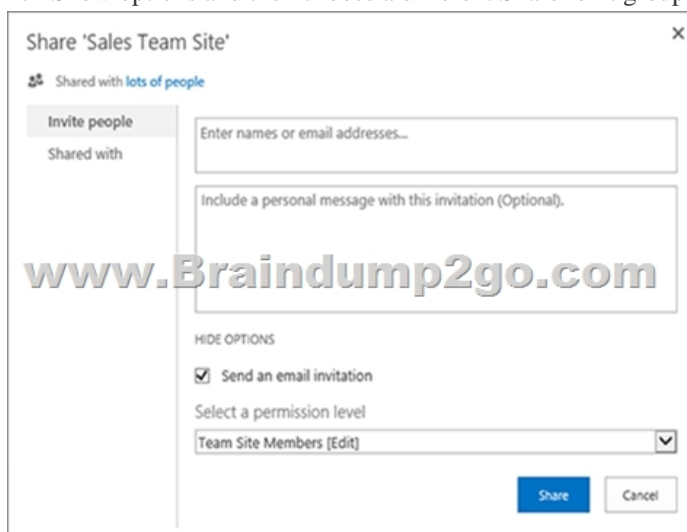 Share 'Sales Team Site'
Shared with lots of people
Invite people
Shared with
Enter names or email addresses...
Include a personal message with this invitation (Optional).
www.Braindump2go.com
HIDE OPTIONS
Send an email invitation
Select a permission level
Team Site Members [Edit]
Share
Cancel